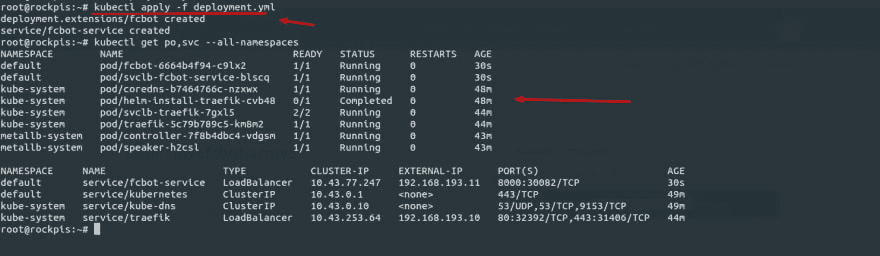 root@rockpis:~# kubectl apply -f deployment.yml
deployment.extensions/fcbot created
service/fcbot-service created
root@rockpis:~# kubectl get po,svc --all-namespaces
NAMESPACE NAME READY STATUS RESTARTS AGE
default pod/fcbot-6664b4f94-c9lx2 1/1 Running 0 30s
default pod/svclb-fcbot-service-blscq 1/1 Running 0 30s
kube-system pod/coredns-b7464766c-nzxwx 1/1 Running 0 48m
kube-system pod/helm-install-traefik-cvb48 0/1 Completed 0 48m
kube-system pod/svclb-traefik-7gxl5 2/2 Running 0 44m
kube-system pod/traefik-5c79b789c5-km8m2 1/1 Running 0 44m
metallb-system pod/controller-7f8b4dbc4-vdgsm 1/1 Running 0 43m
metallb-system pod/speaker-h2csl 1/1 Running 0 43m
NAMESPACE NAME TYPE CLUSTER-IP EXTERNAL-IP PORT(S) AGE
default service/fcbot-service LoadBalancer 10.43.77.247 192.168.193.11 8000:30082/TCP 30s
default service/kubernetes ClusterIP 10.43.0.1 <none> 443/TCP 49m
kube-system service/kube-dns ClusterIP 10.43.0.10 <none> 53/UDP,53/TCP,9153/TCP 49m
kube-system service/traefik LoadBalancer 10.43.253.64 192.168.193.10 80:32392/TCP,443:31406/TCP 44m
root@rockpis:~#